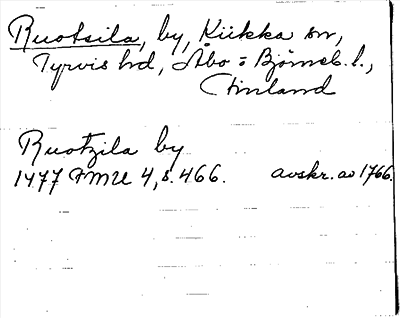 Ruotsila, by, Kiikka sn,
Tyrvis hd, Åbo = Björneb. l.,
Finland
Ruotzila by
1477 FMU 4, s. 466. avskr. av 1766.